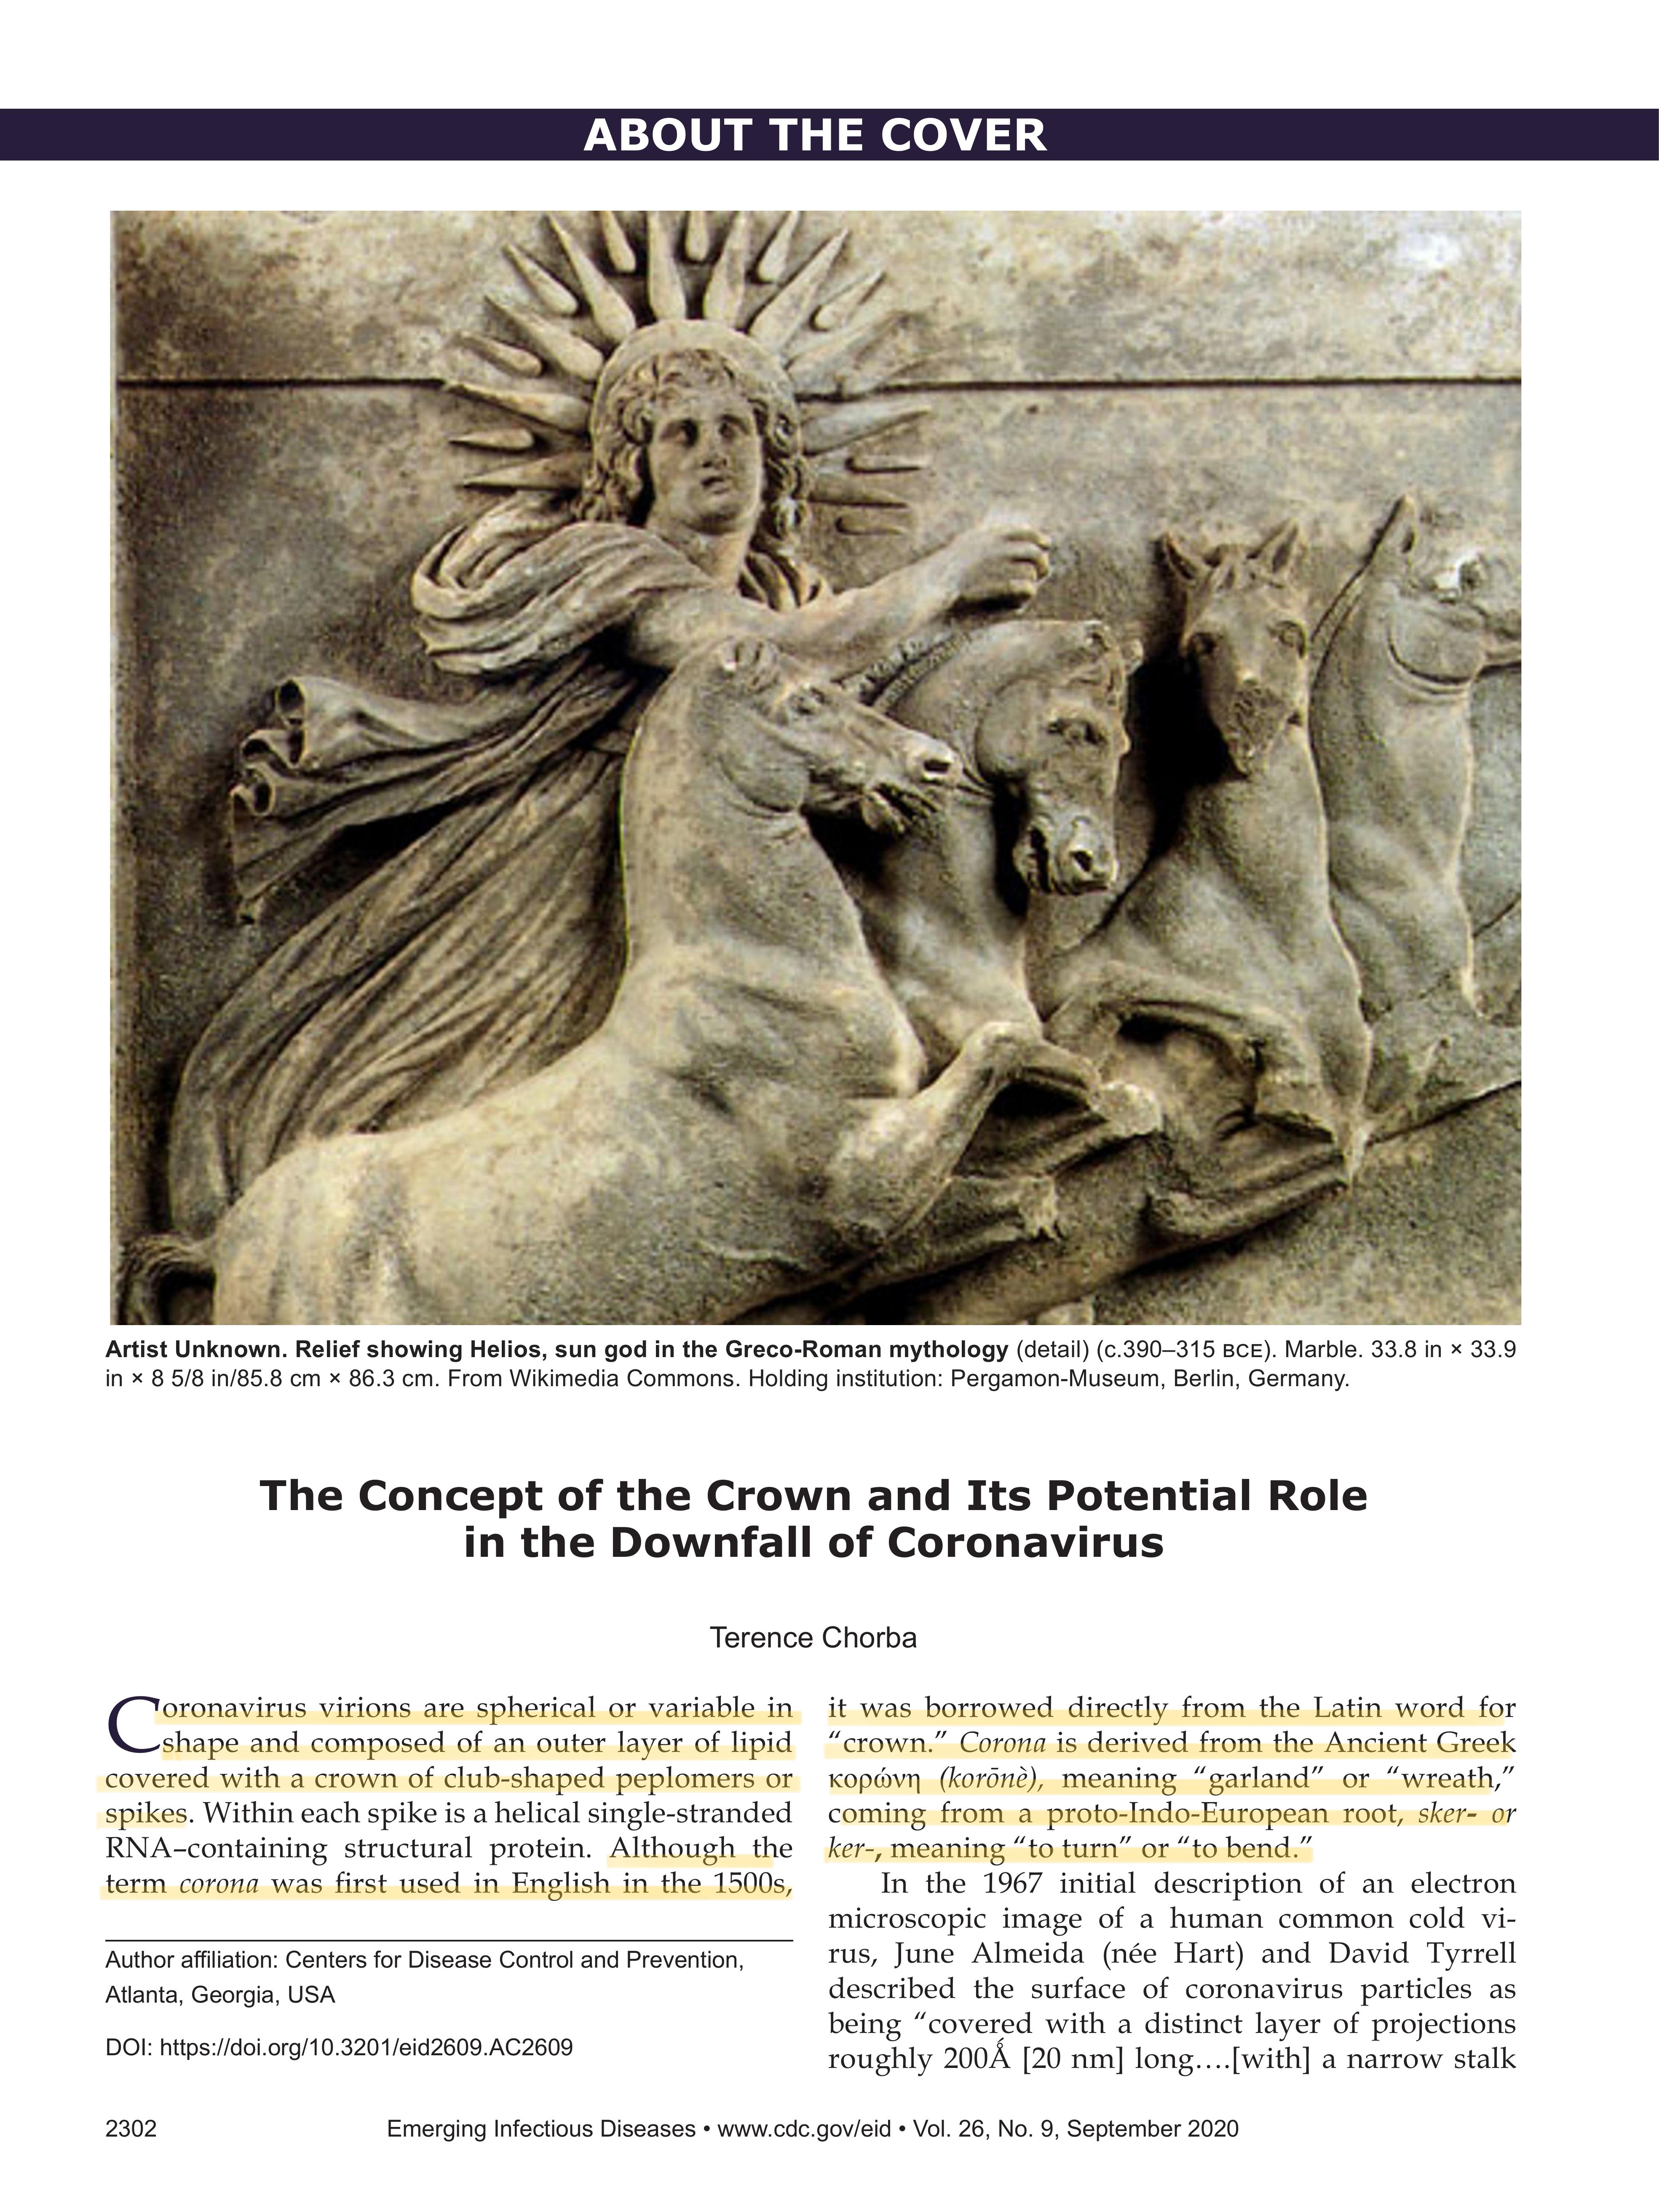 ABOUT THE COVER
Artist Unknown. Relief showing Helios, sun god in the Greco-Roman mythology (detail) (c.390–315 BCE). Marble. 33.8 in × 33.9
in × 8 5/8 in/85.8 cm × 86.3 cm. From Wikimedia Commons. Holding institution: Pergamon-Museum, Berlin, Germany.
The Concept of the Crown and Its Potential Role
in the Downfall of Coronavirus
Terence Chorba
Coronavirus virions are spherical or variable in
shape and composed of an outer layer of lipid
covered with a crown of club-shaped peplomers or
spikes. Within each spike is a helical single-stranded
RNA–containing structural protein. Although the
term corona was first used in English in the 1500s,
Author affiliation: Centers for Disease Control and Prevention,
Atlanta, Georgia, USA
DOI: https://doi.org/10.3201/eid2609.AC2609
it was borrowed directly from the Latin word for
“crown.” Corona is derived from the Ancient Greek
κορώνη (korōnè), meaning “garland” or “wreath,”
coming from a proto-Indo-European root, sker- or
ker-, meaning “to turn” or “to bend.”
In the 1967 initial description of an electron
microscopic image of a human common cold vi-
rus, June Almeida (née Hart) and David Tyrrell
described the surface of coronavirus particles as
being “covered with a distinct layer of projections
roughly 200Ǻ [20 nm] long….[with] a narrow stalk
2302
Emerging Infectious Diseases • www.cdc.gov/eid • Vol. 26, No. 9, September 2020